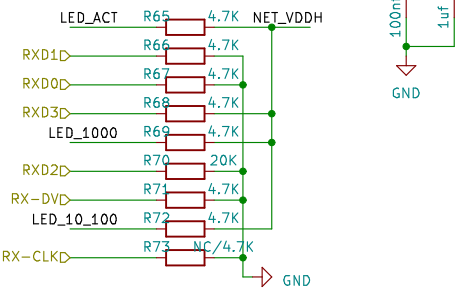 LED_ACT R65 4.7K NET_VDDH
RXD1 R66 4.7K
RXD0 R67 4.7K
RXD3 R68 4.7K
LED_1000 R69 4.7K
RXD2 R70 20K
RX-DV R71 4.7K
LED_10_100 R72 4.7K
RX-CLK R73 NC/4.7K
GND
100nf
1uf
GND